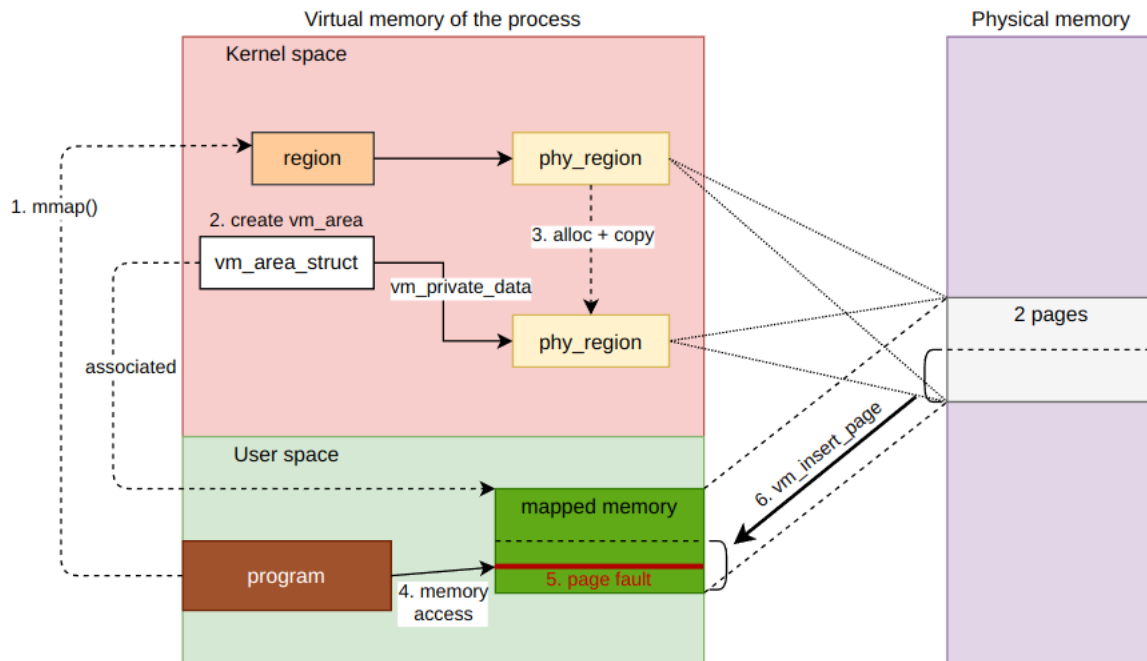 Virtual memory of the process
Physical memory
Kernel space
region
phy_region
1. mmap()
2. create vm_area
3. alloc + copy
vm_area_struct
vm_private_data
2 pages
phy_region
associated
6. vm_insert_page
User space
mapped memory
program
5. page fault
4. memory
access